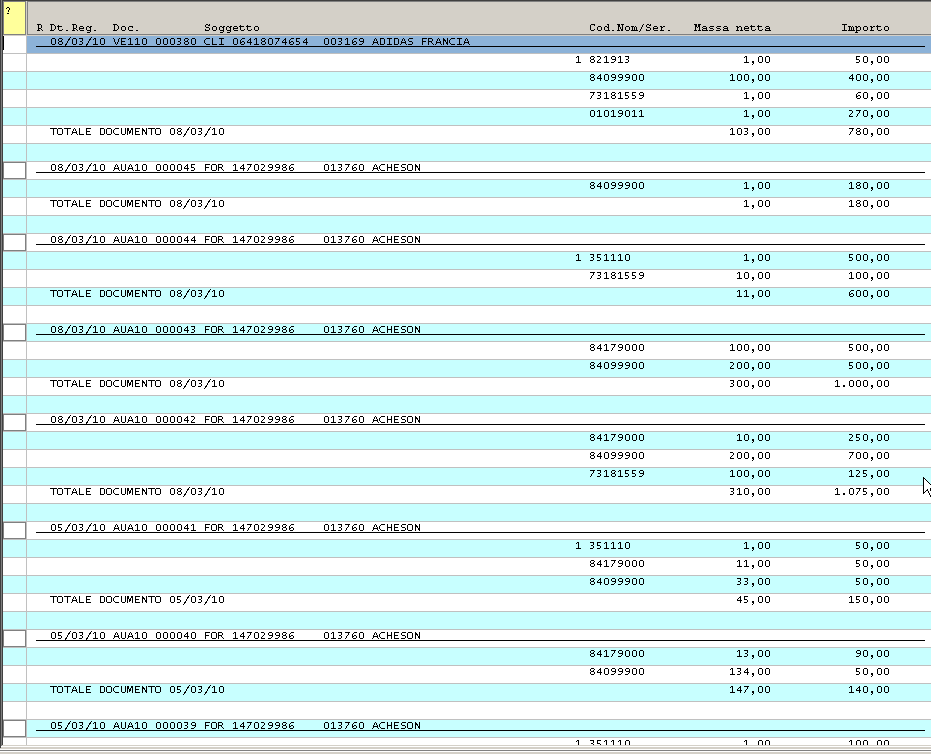 ?
R Dt.Reg. Doc. Soggetto Cod.Nom/Ser. Massa netta Importo
08/03/10 VE110 000380 CLI 06418074654 003169 ADIDAS FRANCIA
1 821913 1,00 50,00
84099900 100,00 400,00
73181559 1,00 60,00
01019011 1,00 270,00
TOTALE DOCUMENTO 08/03/10 103,00 780,00
08/03/10 AUA10 000045 FOR 147029986 013760 ACHESON
84099900 1,00 180,00
TOTALE DOCUMENTO 08/03/10 1,00 180,00
08/03/10 AUA10 000044 FOR 147029986 013760 ACHESON
1 351110 1,00 500,00
73181559 10,00 100,00
TOTALE DOCUMENTO 08/03/10 11,00 600,00
08/03/10 AUA10 000043 FOR 147029986 013760 ACHESON
84179000 100,00 500,00
84099900 200,00 500,00
TOTALE DOCUMENTO 08/03/10 300,00 1.000,00
08/03/10 AUA10 000042 FOR 147029986 013760 ACHESON
84179000 10,00 250,00
84099900 200,00 700,00
73181559 100,00 125,00
TOTALE DOCUMENTO 08/03/10 310,00 1.075,00
05/03/10 AUA10 000041 FOR 147029986 013760 ACHESON
1 351110 1,00 50,00
84179000 11,00 50,00
84099900 33,00 50,00
TOTALE DOCUMENTO 05/03/10 45,00 150,00
05/03/10 AUA10 000040 FOR 147029986 013760 ACHESON
84179000 13,00 90,00
84099900 134,00 50,00
TOTALE DOCUMENTO 05/03/10 147,00 140,00
05/03/10 AUA10 000039 FOR 147029986 013760 ACHESON
1 351110 1,00 100,00